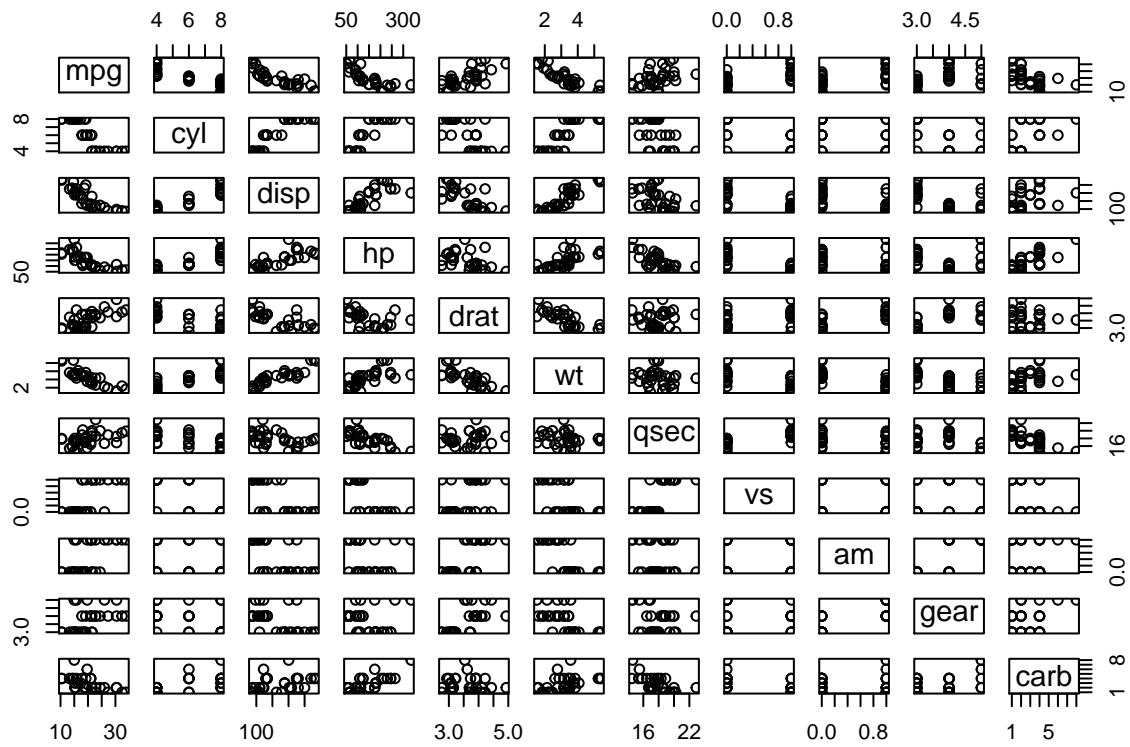 4 6 8 50 300 2 4 0.0 1.0 3.0 4.5
mpg 10
4 8 cyl
disp 100
50 hp
drat 3.0
2 wt
qsec 16
0.0 vs
am 0.0
3.0 gear
carb 1 8
10 30 100 3.0 5.0 16 22 0.0 0.8 1 5